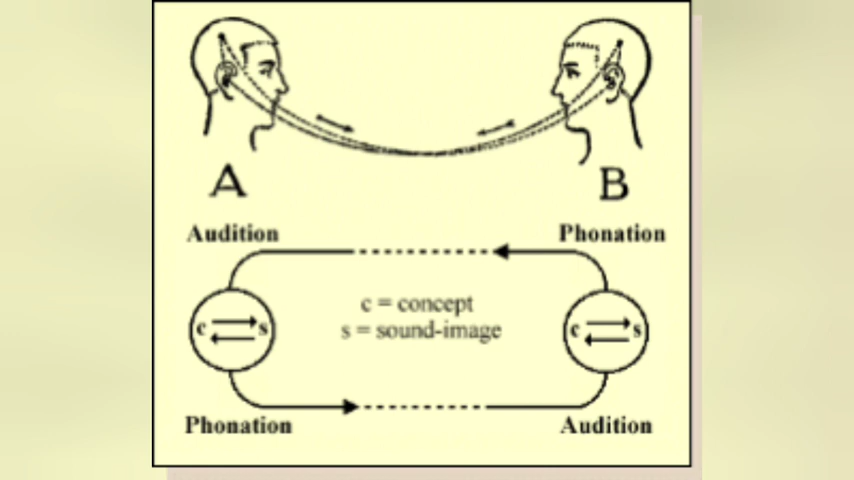 A
B
Audition
Phonation
c = concept
s = sound-image
c
s
c
s
Phonation
Audition